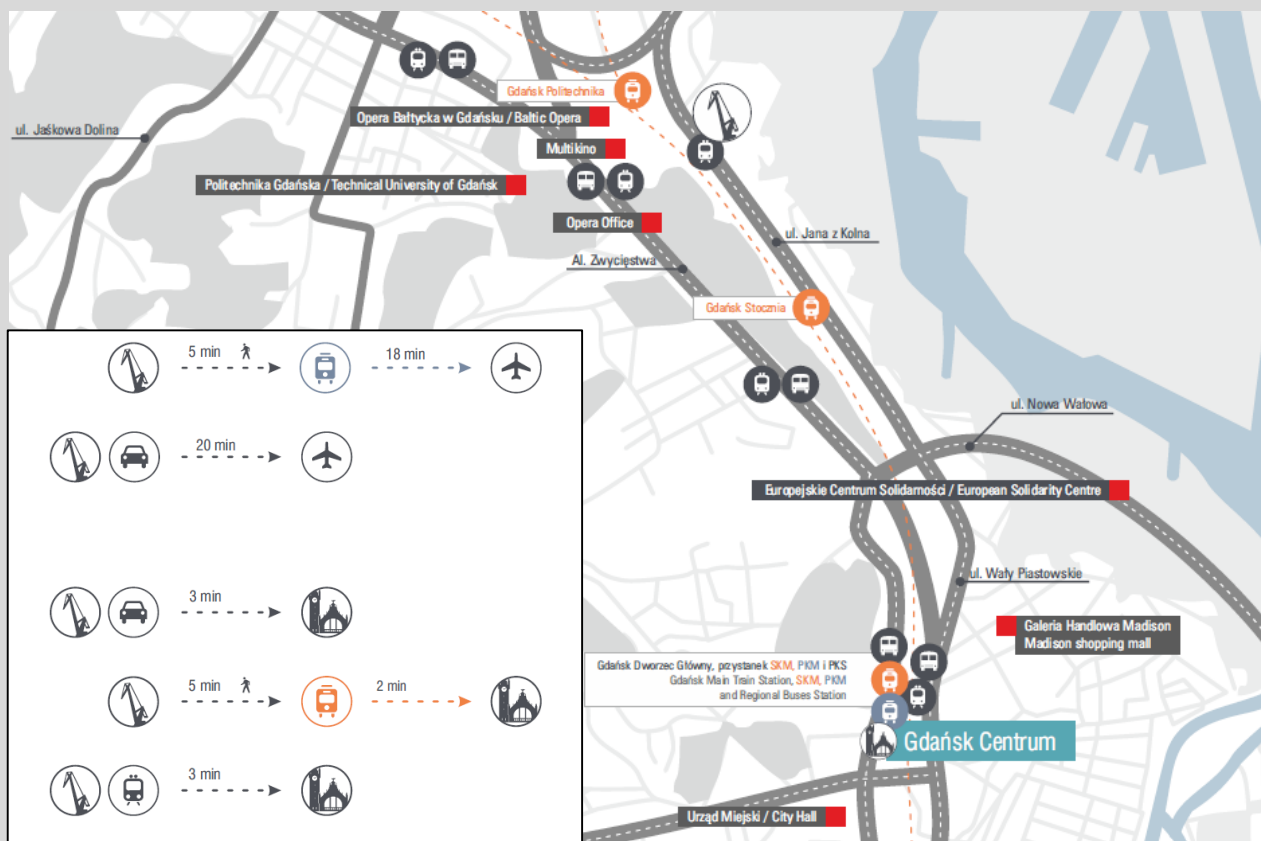 Gdańsk Politechnika
Opera Bałtycka w Gdańsku / Baltic Opera
ul. Jaśkowa Dolina
Multikino
Politechnika Gdańska / Technical University of Gdańsk
Opera Office
ul. Jana z Kolna
Al. Zwycięstwa
Gdańsk Stocznia
5 min
18 min
20 min
3 min
5 min
2 min
3 min
ul. Nowa Wałowa
Europejskie Centrum Solidarności / European Solidarity Centre
ul. Wały Piastowskie
Galeria Handlowa Madison
Madison shopping mall
Gdańsk Dworzec Główny, przystanek SKM, PKM i PKS
Gdańsk Main Train Station, SKM, PKM
and Regional Buses Station
Gdańsk Centrum
Urząd Miejski / City Hall